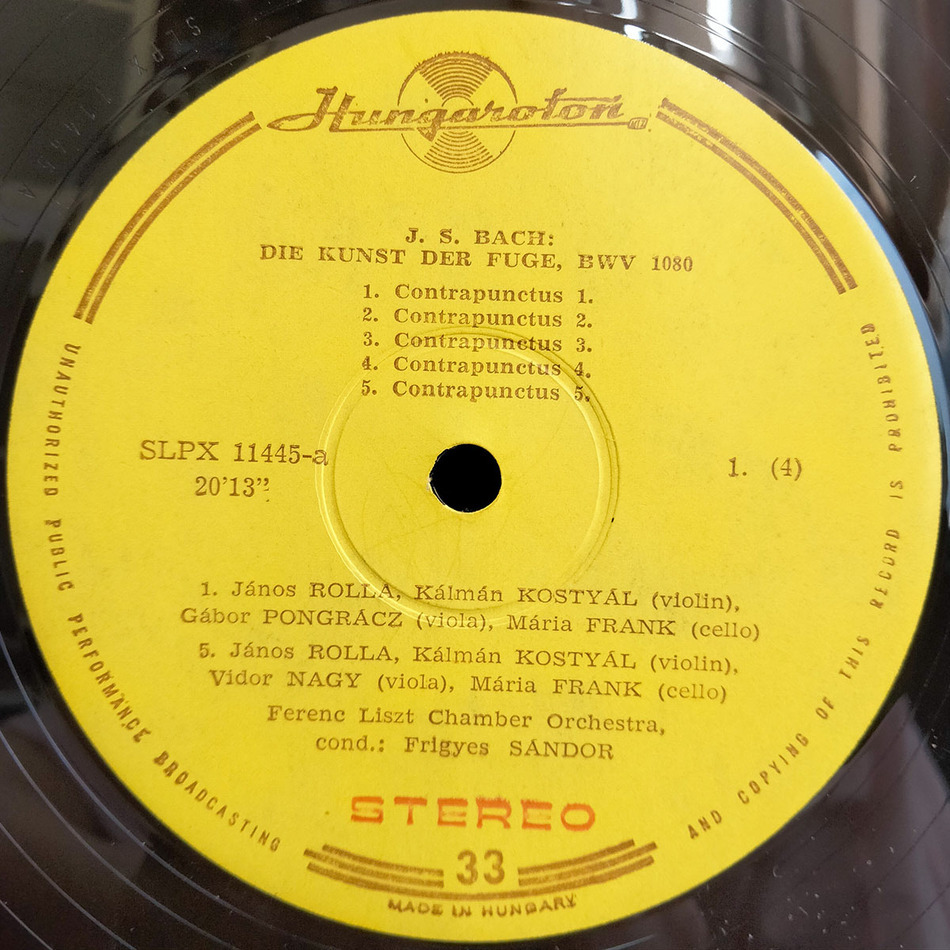 Hungaroton
J. S. BACH:
DIE KUNST DER FUGE, BWV 1080
1. Contrapunctus 1.
2. Contrapunctus 2.
3. Contrapunctus 3.
4. Contrapunctus 4.
5. Contrapunctus 5.
SLPX 11445-a
20'13"
1. (4)
1. János ROLLA, Kálmán KOSTYÁL (violin),
Gábor PONGRÁCZ (viola), Mária FRANK (cello)
5. János ROLLA, Kálmán KOSTYÁL (violin),
Vidor NAGY (viola), Mária FRANK (cello)
Ferenc Liszt Chamber Orchestra,
cond.: Frigyes SÁNDOR
STEREO
33
MADE IN HUNGARY
UNAUTHORIZED PUBLIC PERFORMANCE BROADCASTING AND COPYING OF THIS RECORD IS PROHIBITED